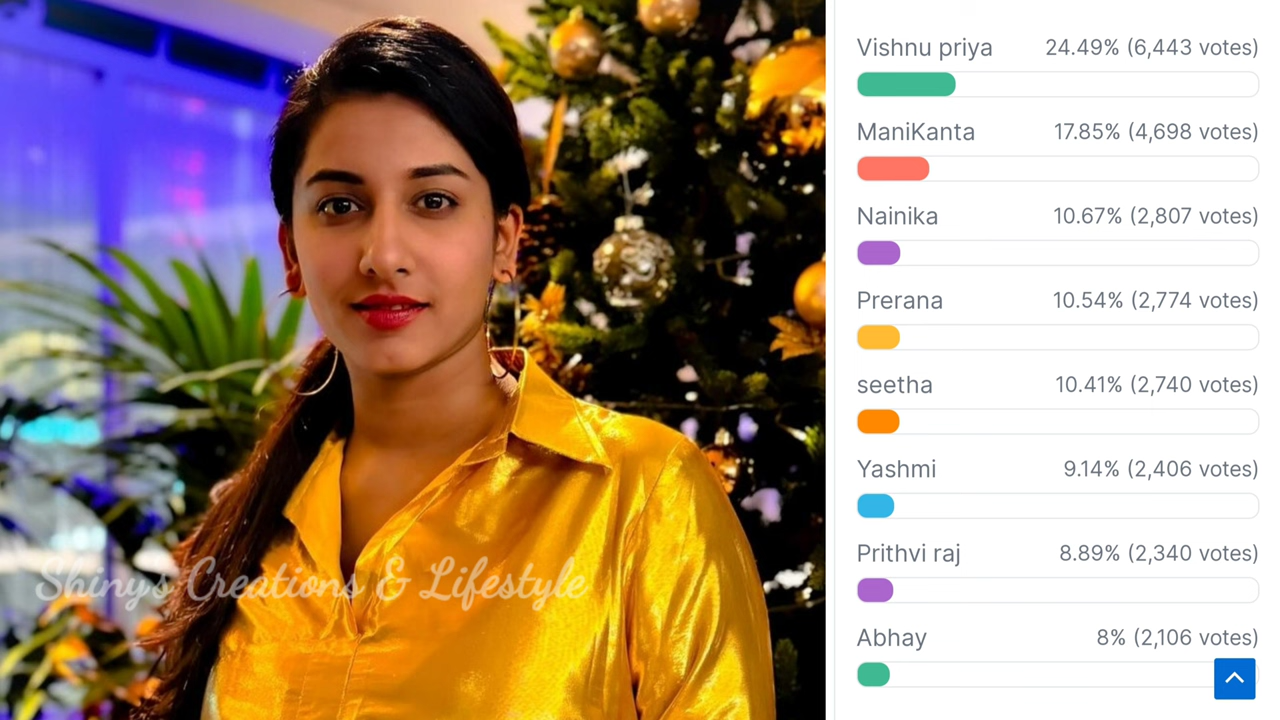 Shiny's Creations & Lifestyle
Vishnu priya 24.49% (6,443 votes)
ManiKanta 17.85% (4,698 votes)
Nainika 10.67% (2,807 votes)
Prerana 10.54% (2,774 votes)
seetha 10.41% (2,740 votes)
Yashmi 9.14% (2,406 votes)
Prithvi raj 8.89% (2,340 votes)
Abhay 8% (2,106 votes)